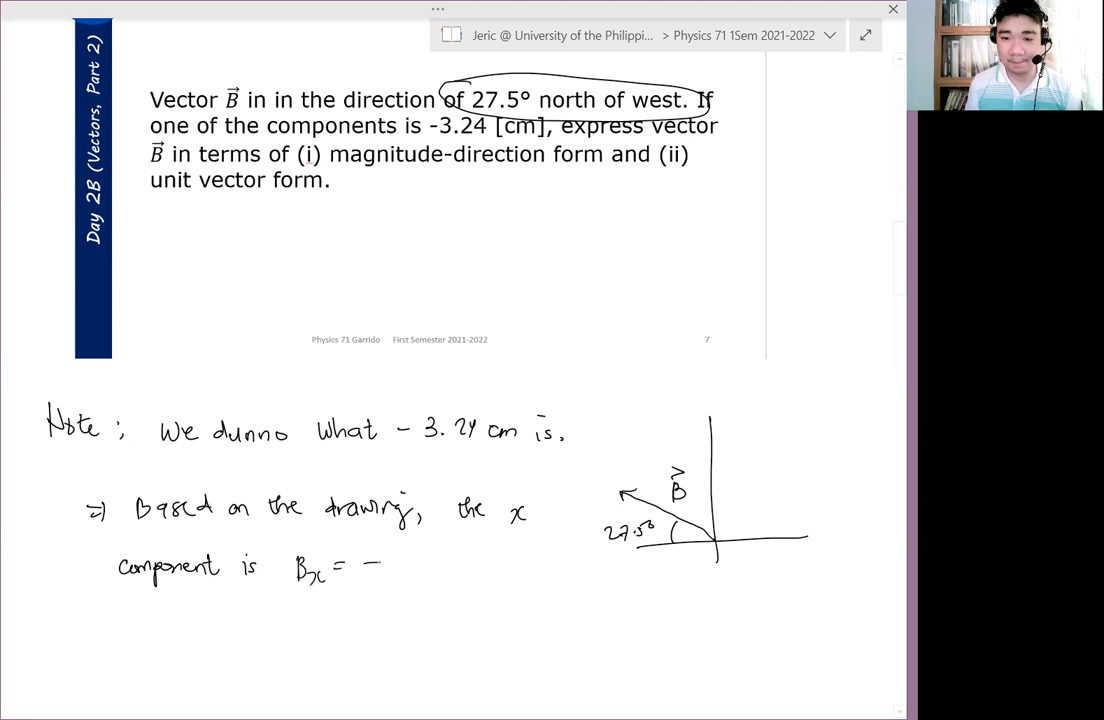 Jeric @ University of the Philippi... > Physics 71 1Sem 2021-2022
Day 2B (Vectors, Part 2)
Vector B⃗ in in the direction of 27.5° north of west. If
one of the components is -3.24 [cm], express vector
B⃗ in terms of (i) magnitude-direction form and (ii)
unit vector form.
Physics 71 Garrido First Semester 2021-2022
7
Note: We dunno what - 3.24 cm is.
⇒ Based on the drawing, the x
component is Bx = -
B⃗
27.5°